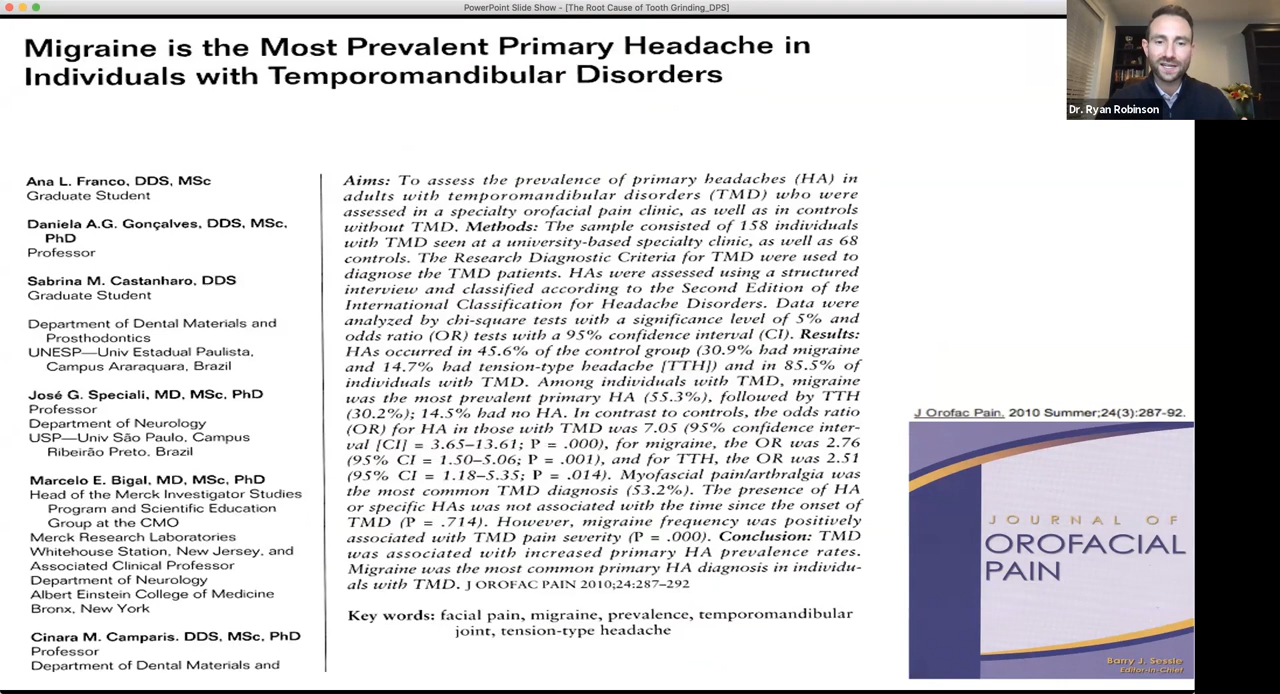 PowerPoint Slide Show - [The Root Cause of Tooth Grinding_DPS]
Migraine is the Most Prevalent Primary Headache in
Individuals with Temporomandibular Disorders
Dr. Ryan Robinson
Ana L. Franco, DDS, MSc
Graduate Student
Daniela A.G. Gonçalves, DDS, MSc,
PhD
Professor
Sabrina M. Castanharo, DDS
Graduate Student
Department of Dental Materials and
Prosthodontics
UNESP—Univ Estadual Paulista,
Campus Araraquara, Brazil
José G. Speciali, MD, MSc, PhD
Professor
Department of Neurology
USP—Univ São Paulo, Campus
Ribeirão Preto, Brazil
Marcelo E. Bigal, MD, MSc, PhD
Head of the Merck Investigator Studies
Program and Scientific Education
Group at the CMO
Merck Research Laboratories
Whitehouse Station, New Jersey, and
Associated Clinical Professor
Department of Neurology
Albert Einstein College of Medicine
Bronx, New York
Cinara M. Camparis. DDS, MSc, PhD
Professor
Department of Dental Materials and
Aims: To assess the prevalence of primary headaches (HA) in
adults with temporomandibular disorders (TMD) who were
assessed in a specialty orofacial pain clinic, as well as in controls
without TMD. Methods: The sample consisted of 158 individuals
with TMD seen at a university-based specialty clinic, as well as 68
controls. The Research Diagnostic Criteria for TMD were used to
diagnose the TMD patients. HAs were assessed using a structured
interview and classified according to the Second Edition of the
International Classification for Headache Disorders. Data were
analyzed by chi-square tests with a significance level of 5% and
odds ratio (OR) tests with a 95% confidence interval (CI). Results:
HAs occurred in 45.6% of the control group (30.9% had migraine
and 14.7% had tension-type headache [TTH]) and in 85.5% of
individuals with TMD. Among individuals with TMD, migraine
was the most prevalent primary HA (55.3%), followed by TTH
(30.2%); 14.5% had no HA. In contrast to controls, the odds ratio
(OR) for HA in those with TMD was 7.05 (95% confidence inter-
val [CI] = 3.65–13.61; P = .000), for migraine, the OR was 2.76
(95% CI = 1.50–5.06; P = .001), and for TTH, the OR was 2.51
(95% CI = 1.18–5.35; P = .014). Myofascial pain/arthralgia was
the most common TMD diagnosis (53.2%). The presence of HA
or specific HAs was not associated with the time since the onset of
TMD (P = .714). However, migraine frequency was positively
associated with TMD pain severity (P = .000). Conclusion: TMD
was associated with increased primary HA prevalence rates.
Migraine was the most common primary HA diagnosis in individu-
als with TMD. J OROFAC PAIN 2010;24:287–292
Key words: facial pain, migraine, prevalence, temporomandibular
joint, tension-type headache
J Orofac Pain. 2010 Summer;24(3):287-92.
JOURNAL OF
OROFACIAL
PAIN
Barry J. Sessle
Editor-in-Chief